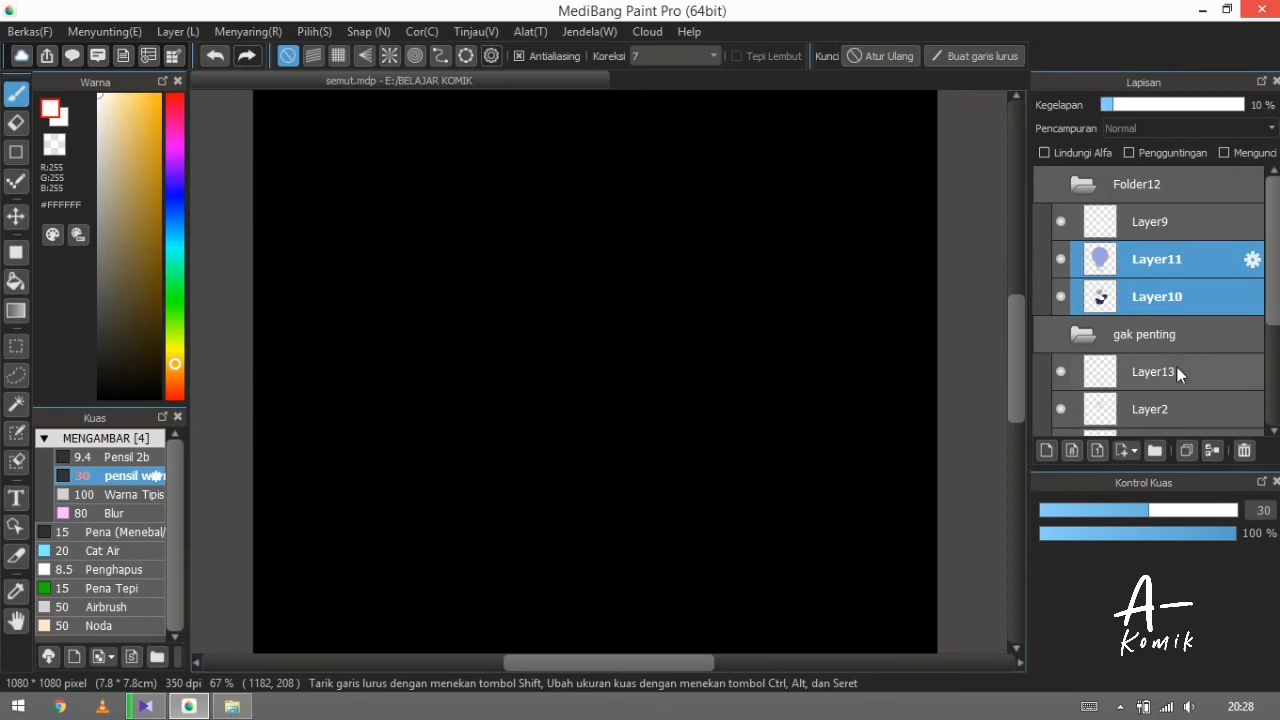 MediBang Paint Pro (64bit)
Berkas(F) Menyunting(E) Layer (L) Menyaring(R) Pilih(S) Snap (N) Cor(C) Tinjau(V) Alat(T) Jendela(W) Cloud Help
Antialiasing Koreksi 7 Tepi Lembut Kunci Atur Ulang Buat garis lurus
Warna
semut.mdp - E:/BELAJAR KOMIK
Lapisan
Kegelapan 10 %
Pencampuran Normal
Lindungi Alfa Pengguntingan Mengunci
R:255
G:255
B:255
#FFFFFF
Folder12
Layer9
Layer11
Layer10
gak penting
Layer13
Layer2
Kuas
MENGAMBAR [4]
9.4 Pensil 2b
30 pensil warn
100 Warna Tipis
80 Blur
15 Pena (Menebal/
20 Cat Air
8.5 Penghapus
15 Pena Tepi
50 Airbrush
50 Noda
Kontrol Kuas
30
100 %
A-
Komik
1080 * 1080 pixel (7.8 * 7.8cm) 350 dpi 67 % ( 1182, 208 ) Tarik garis lurus dengan menekan tombol Shift, Ubah ukuran kuas dengan menekan tombol Ctrl, Alt, dan Seret
20:28